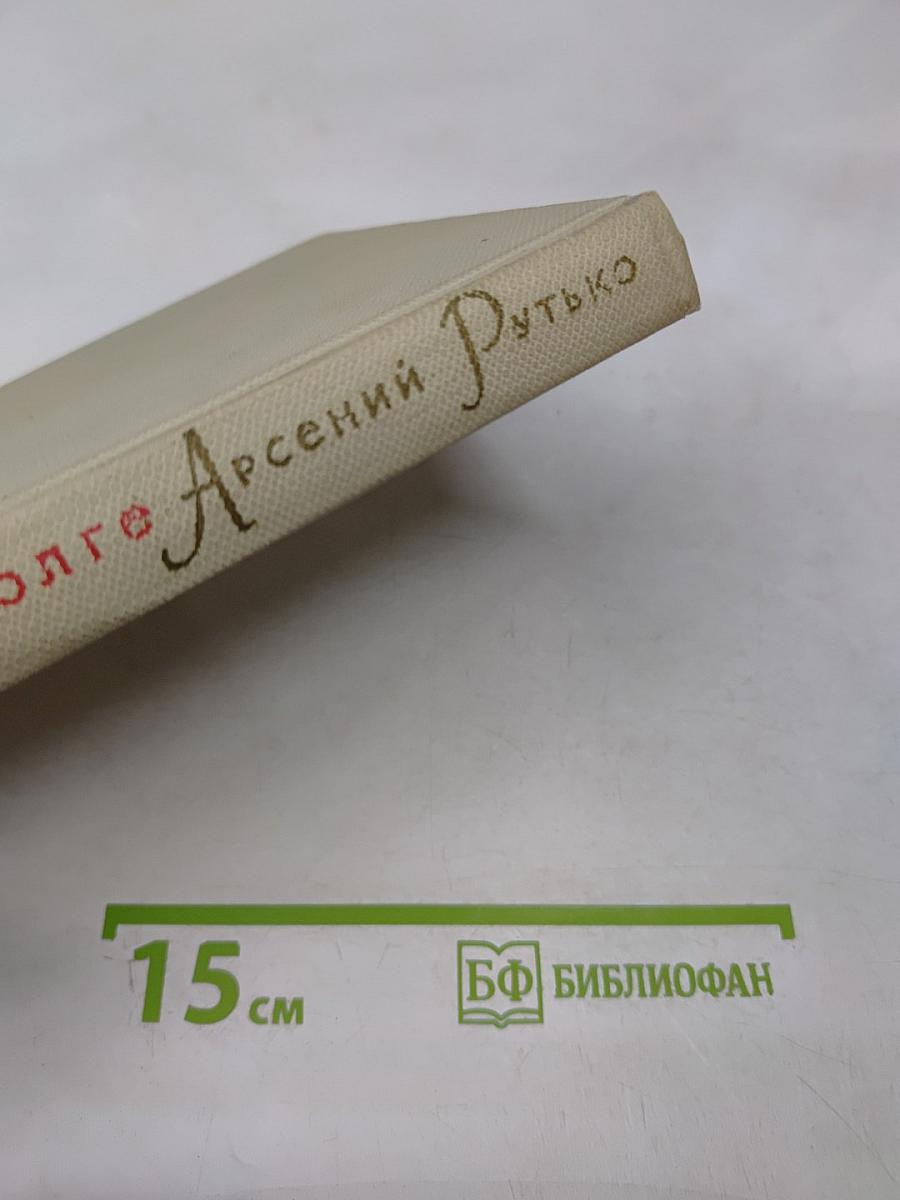 олге Арсений Рутько
15 см
БФ БИБЛИОФАН